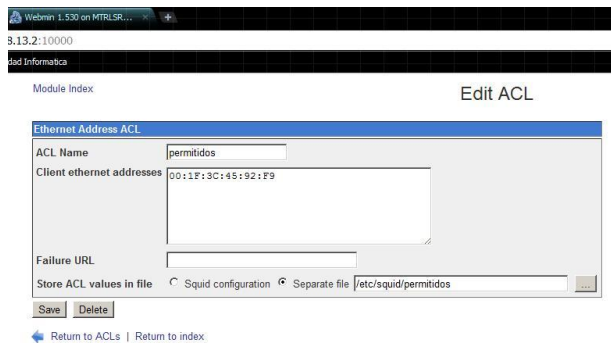 Webmin 1.530 on MTRLSR...
8.13.2:10000
dad Informatica
Module Index
Edit ACL
Ethernet Address ACL
ACL Name permitidos
Client ethernet addresses 00:1F:3C:45:92:F9
Failure URL
Store ACL values in file Squid configuration Separate file /etc/squid/permitidos ...
Save Delete
Return to ACLs | Return to index